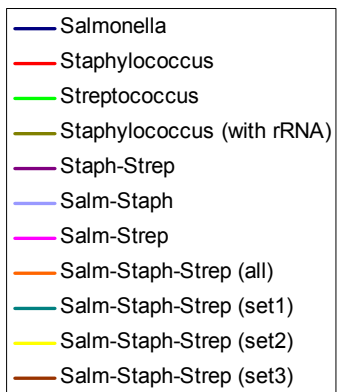 Salmonella
Staphylococcus
Streptococcus
Staphylococcus (with rRNA)
Staph-Strep
Salm-Staph
Salm-Strep
Salm-Staph-Strep (all)
Salm-Staph-Strep (set1)
Salm-Staph-Strep (set2)
Salm-Staph-Strep (set3)